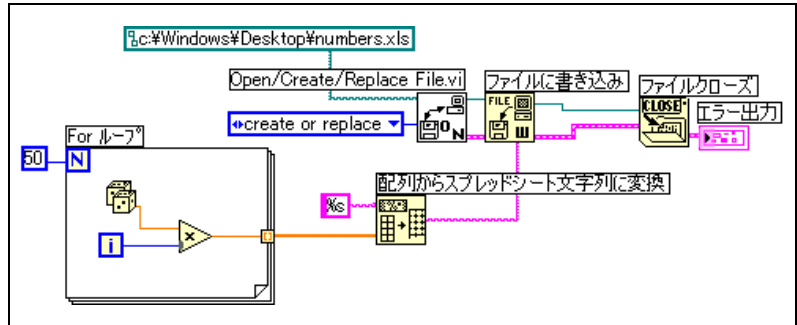 c:¥Windows¥Desktop¥numbers.xls
Open/Create/Replace File.vi
ファイルに書き込み
ファイルクローズ
FILE
CLOSE
エラー出力
create or replace
O N
W
For ループ
50
N
配列からスプレッドシート文字列に変換
%s
i
x